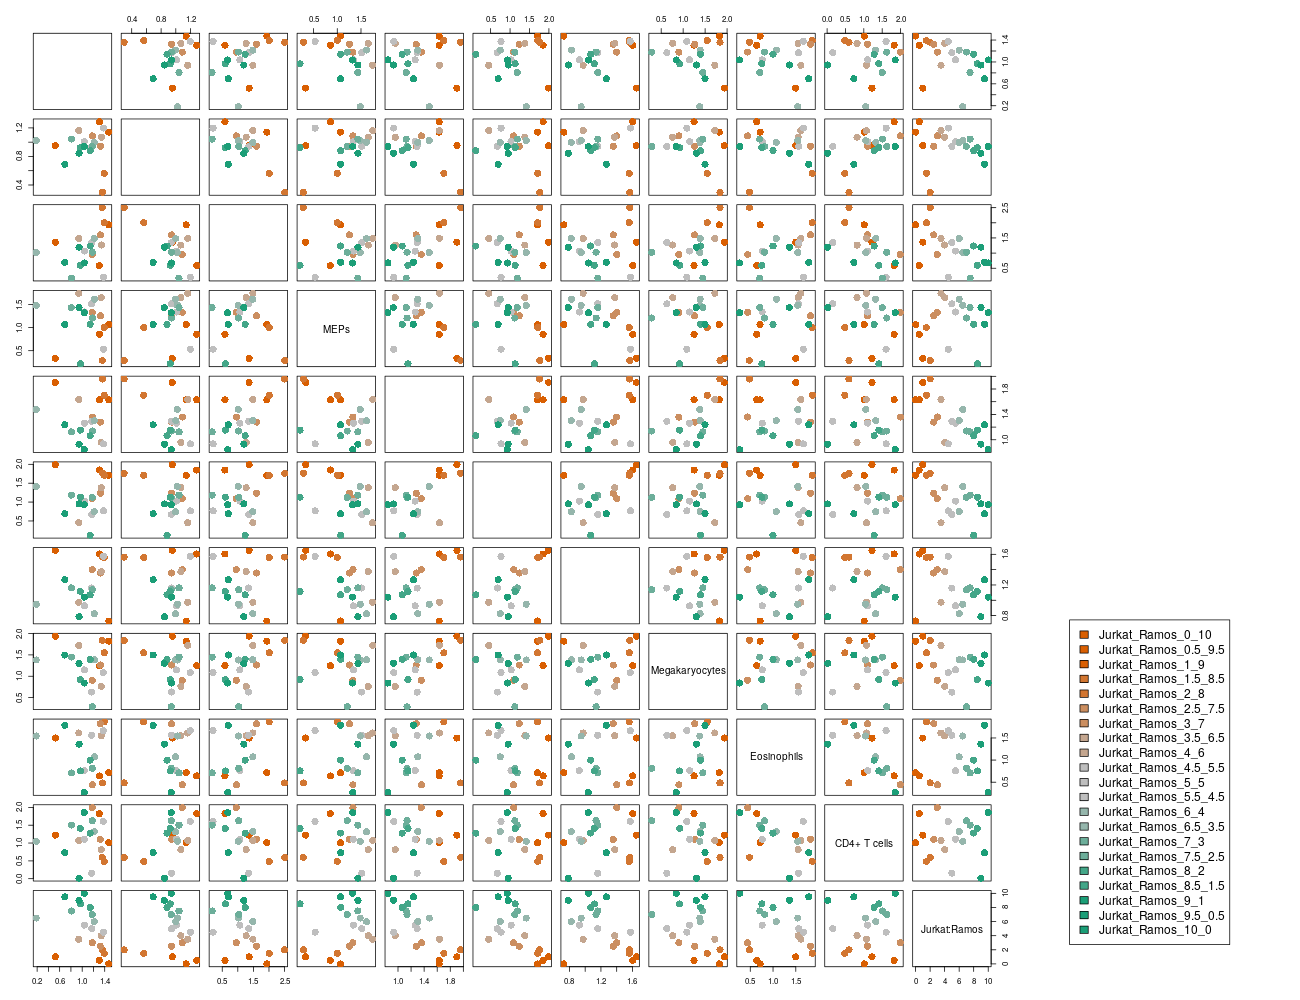 0.4 0.8 1.2 0.5 1.0 1.5 0.5 1.0 1.5 2.0 0.5 1.0 1.5 2.0 0.0 0.5 1.0 1.5 2.0
0.2 0.6 1.0 1.4
0.4 0.8 1.2
0.5 1.5 2.5
MEPs
0.5 1.0 1.5
1.0 1.4 1.8
0.5 1.0 1.5 2.0
0.8 1.2 1.6
Megakaryocytes
0.5 1.0 1.5 2.0
Eosinophils
0.5 1.5
CD4+ T cells
0.0 0.5 1.0 1.5 2.0
Jurkat:Ramos
0 2 4 6 8 10
0.2 0.6 1.0 1.4 0.5 1.5 2.5 1.0 1.4 1.8 0.8 1.2 1.6 0.5 1.0 1.5 0 2 4 6 8 10
Jurkat_Ramos_0_10
Jurkat_Ramos_0.5_9.5
Jurkat_Ramos_1_9
Jurkat_Ramos_1.5_8.5
Jurkat_Ramos_2_8
Jurkat_Ramos_2.5_7.5
Jurkat_Ramos_3_7
Jurkat_Ramos_3.5_6.5
Jurkat_Ramos_4_6
Jurkat_Ramos_4.5_5.5
Jurkat_Ramos_5_5
Jurkat_Ramos_5.5_4.5
Jurkat_Ramos_6_4
Jurkat_Ramos_6.5_3.5
Jurkat_Ramos_7_3
Jurkat_Ramos_7.5_2.5
Jurkat_Ramos_8_2
Jurkat_Ramos_8.5_1.5
Jurkat_Ramos_9_1
Jurkat_Ramos_9.5_0.5
Jurkat_Ramos_10_0